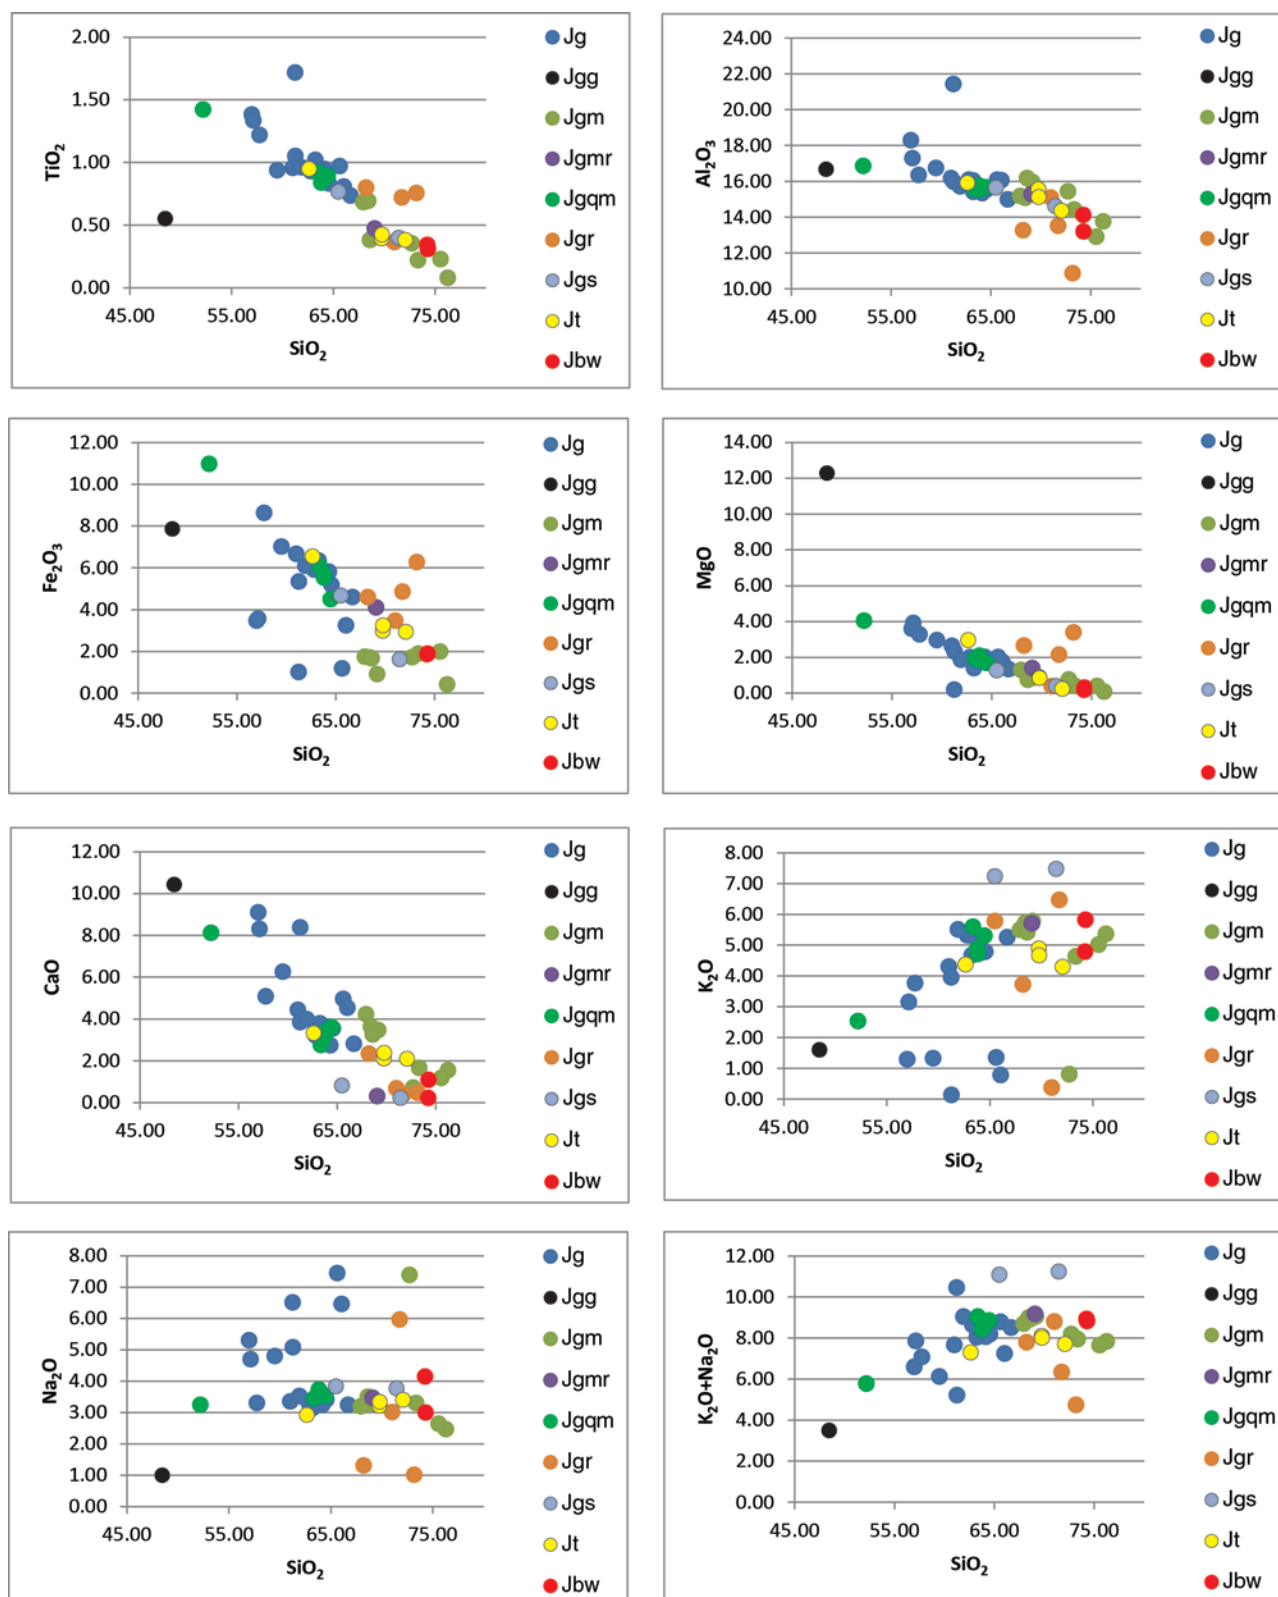 TiO₂
2.00
1.50
1.00
0.50
0.00
45.00 55.00 65.00 75.00
SiO₂
Jg
Jgg
Jgm
Jgmr
Jgqm
Jgr
Jgs
Jt
Jbw
Al₂O₃
24.00
22.00
20.00
18.00
16.00
14.00
12.00
10.00
45.00 55.00 65.00 75.00
SiO₂
Jg
Jgg
Jgm
Jgmr
Jgqm
Jgr
Jgs
Jt
Jbw
Fe₂O₃
12.00
10.00
8.00
6.00
4.00
2.00
0.00
45.00 55.00 65.00 75.00
SiO₂
Jg
Jgg
Jgm
Jgmr
Jgqm
Jgr
Jgs
Jt
Jbw
MgO
14.00
12.00
10.00
8.00
6.00
4.00
2.00
0.00
45.00 55.00 65.00 75.00
SiO₂
Jg
Jgg
Jgm
Jgmr
Jgqm
Jgr
Jgs
Jt
Jbw
CaO
12.00
10.00
8.00
6.00
4.00
2.00
0.00
45.00 55.00 65.00 75.00
SiO₂
Jg
Jgg
Jgm
Jgmr
Jgqm
Jgr
Jgs
Jt
Jbw
K₂O
8.00
7.00
6.00
5.00
4.00
3.00
2.00
1.00
0.00
45.00 55.00 65.00 75.00
SiO₂
Jg
Jgg
Jgm
Jgmr
Jgqm
Jgr
Jgs
Jt
Jbw
Na₂O
8.00
7.00
6.00
5.00
4.00
3.00
2.00
1.00
0.00
45.00 55.00 65.00 75.00
SiO₂
Jg
Jgg
Jgm
Jgmr
Jgqm
Jgr
Jgs
Jt
Jbw
K₂O+Na₂O
12.00
10.00
8.00
6.00
4.00
2.00
0.00
45.00 55.00 65.00 75.00
SiO₂
Jg
Jgg
Jgm
Jgmr
Jgqm
Jgr
Jgs
Jt
Jbw